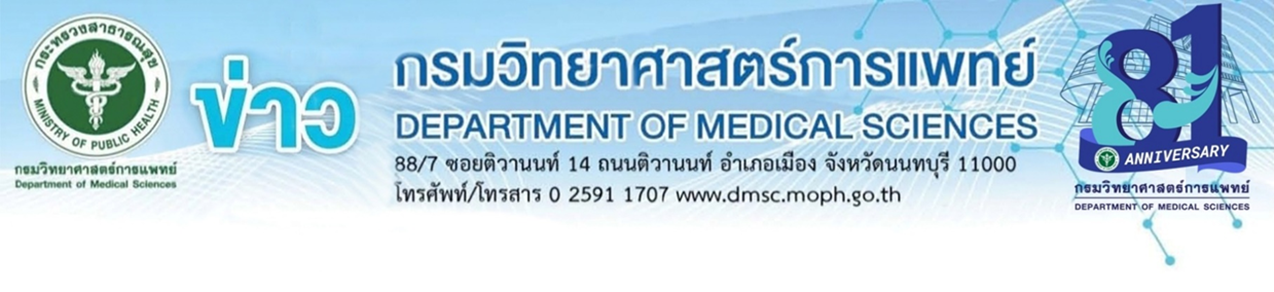 กระทรวงสาธารณสุข
MINISTRY OF PUBLIC HEALTH
กรมวิทยาศาสตร์การแพทย์
Department of Medical Sciences
ข่าว
กรมวิทยาศาสตร์การแพทย์
DEPARTMENT OF MEDICAL SCIENCES
88/7 ซอยติวานนท์ 14 ถนนติวานนท์ อำเภอเมือง จังหวัดนนทบุรี 11000
โทรศัพท์/โทรสาร 0 2591 1707 www.dmsc.moph.go.th
81
ANNIVERSARY
กรมวิทยาศาสตร์การแพทย์
DEPARTMENT OF MEDICAL SCIENCES